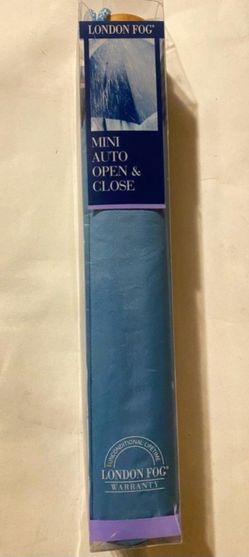 LONDON FOG®
MINI
AUTO
OPEN &
CLOSE
UNCONDITIONAL LIFETIME
LONDON FOG®
WARRANTY